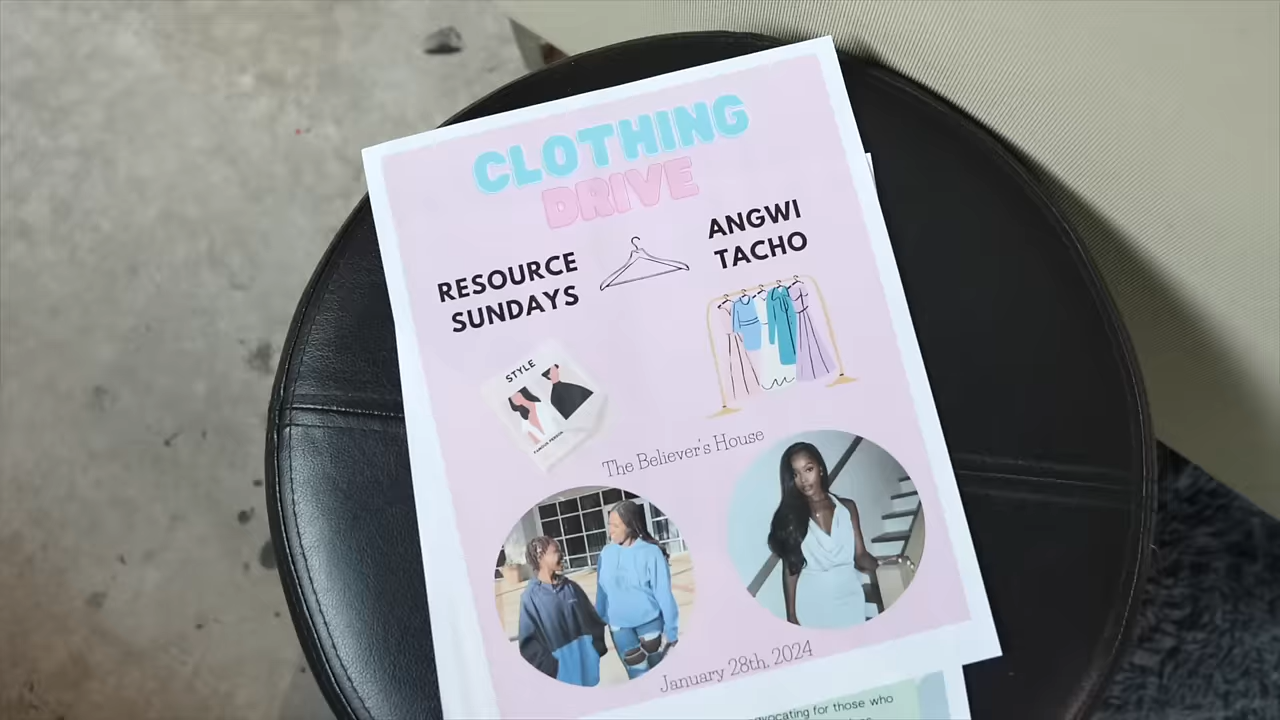 CLOTHING
DRIVE
RESOURCE
SUNDAYS
ANGWI
TACHO
STYLE
The Believer's House
January 28th, 2024
advocating for those who